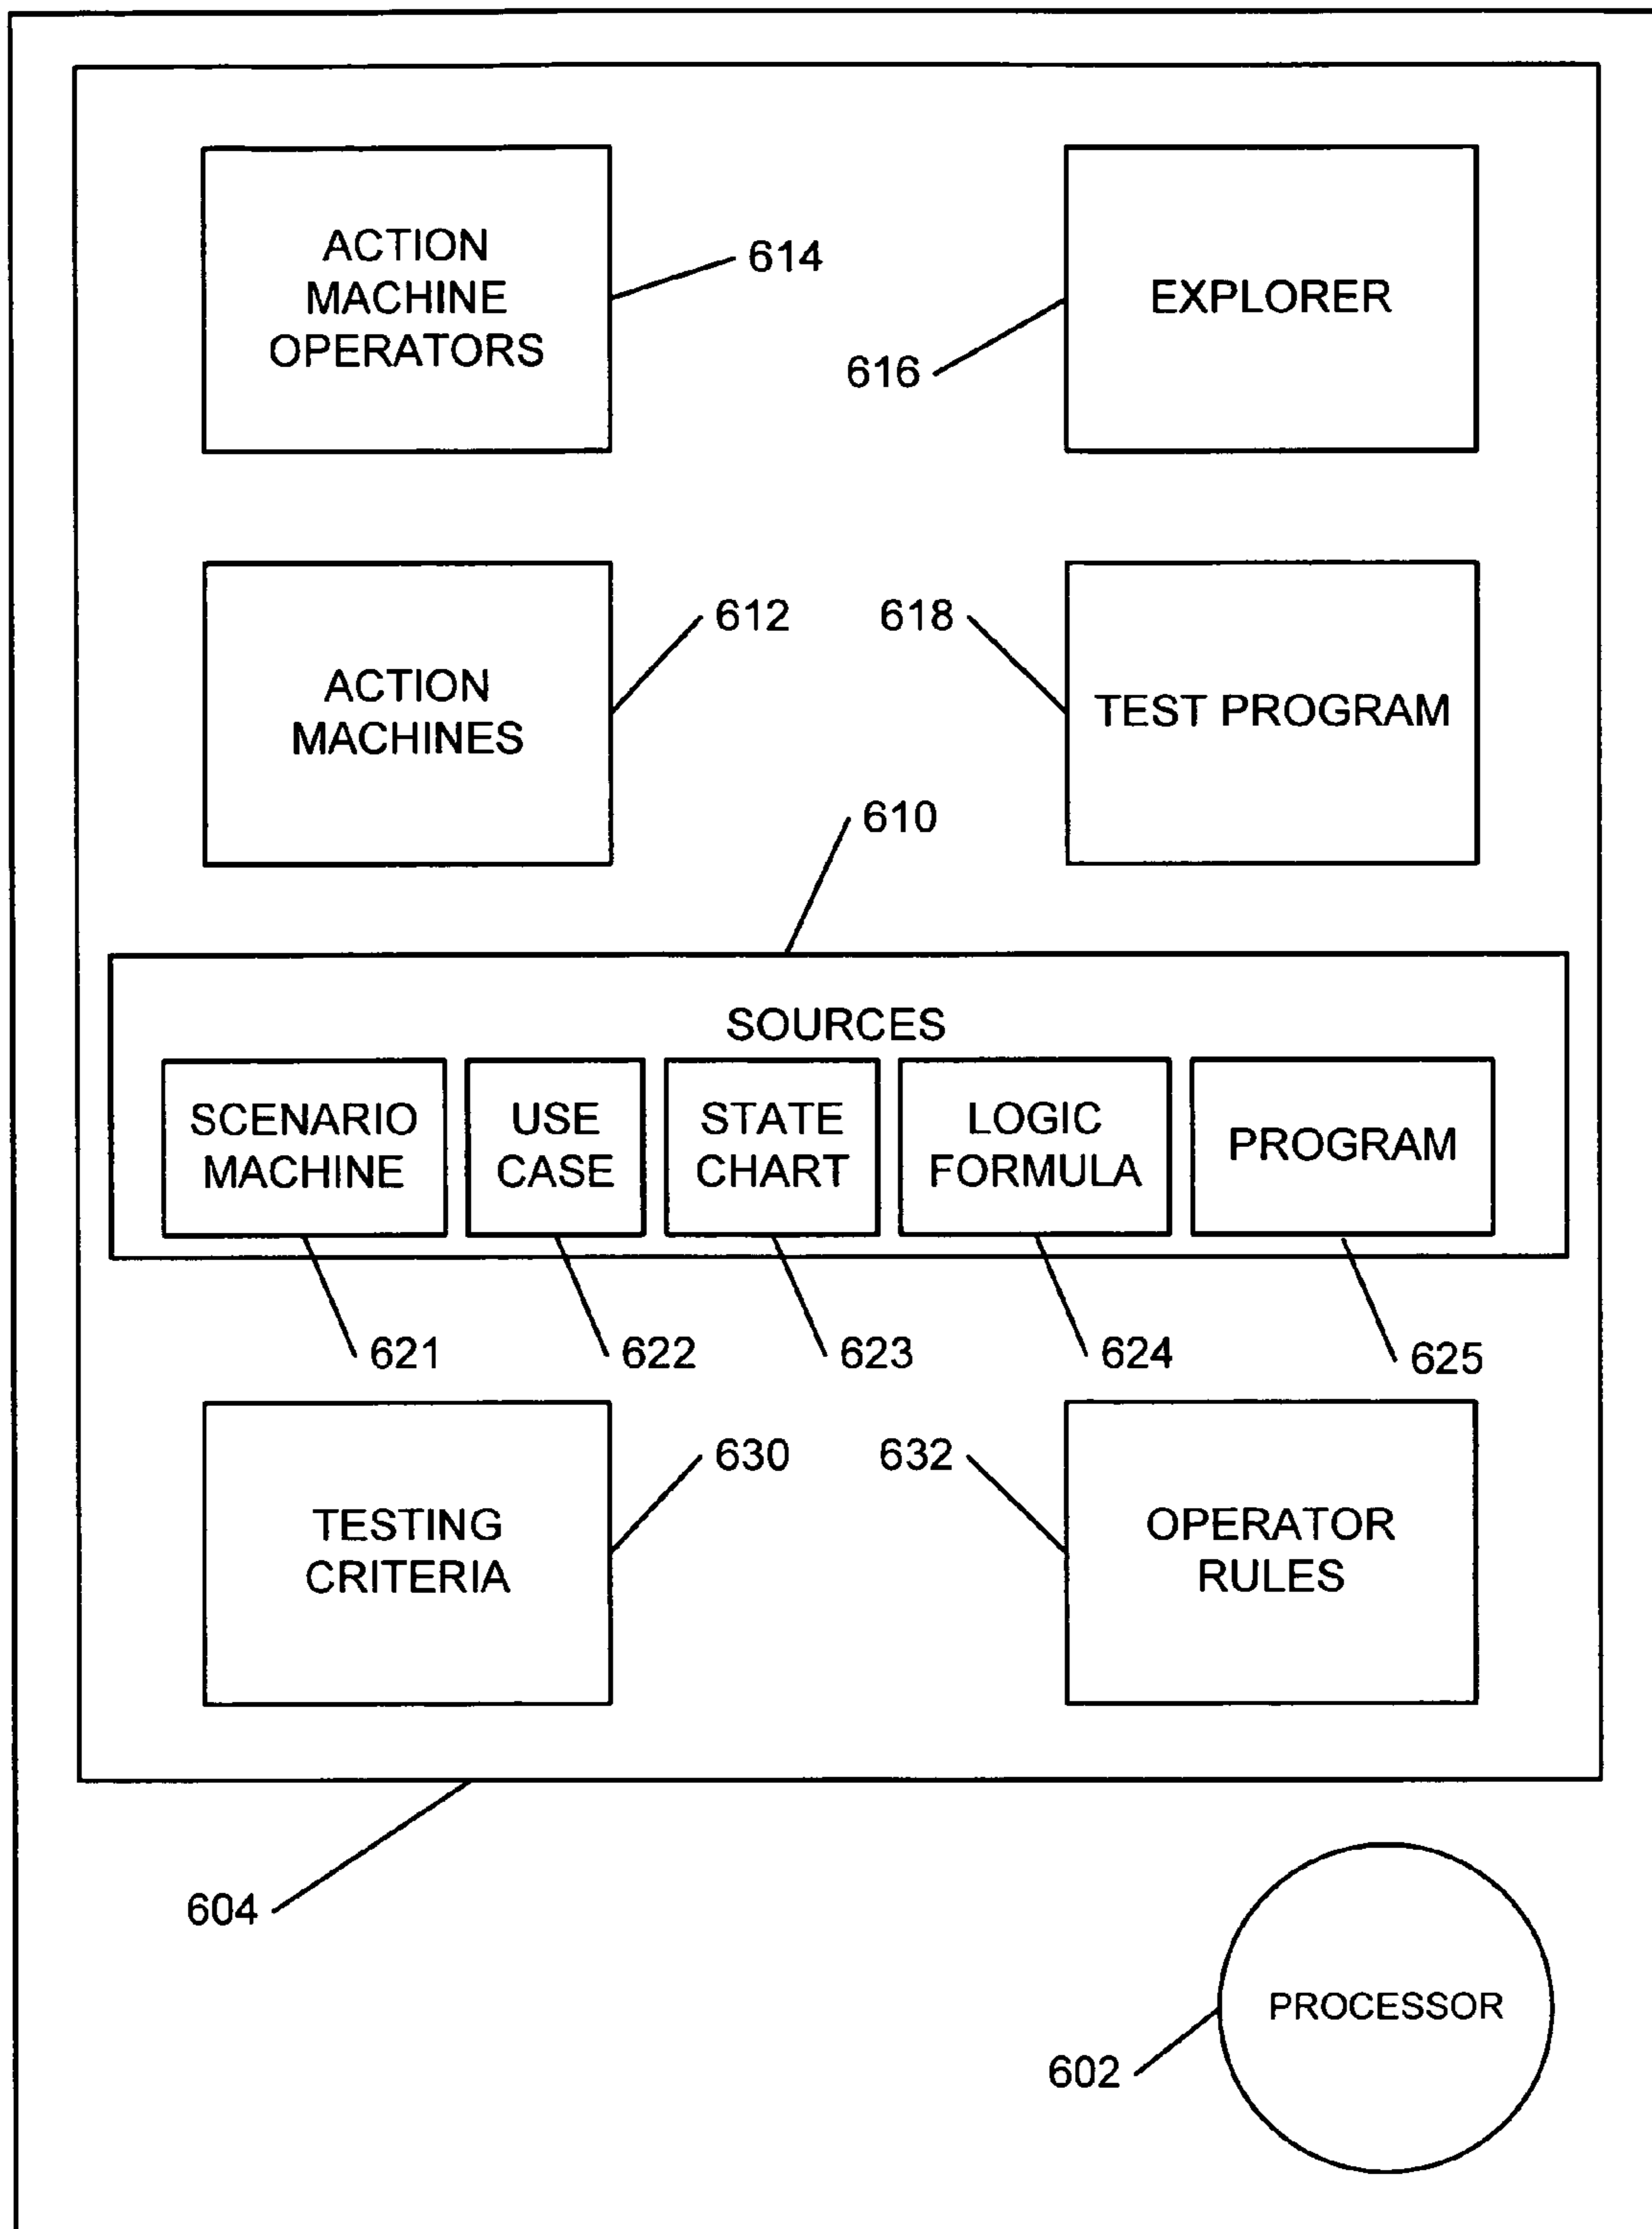 ACTION
MACHINE
OPERATORS
614
EXPLORER
616
ACTION
MACHINES
612
618
TEST PROGRAM
610
SOURCES
SCENARIO
MACHINE
USE
CASE
STATE
CHART
LOGIC
FORMULA
PROGRAM
621
622
623
624
625
TESTING
CRITERIA
630
632
OPERATOR
RULES
604
PROCESSOR
602